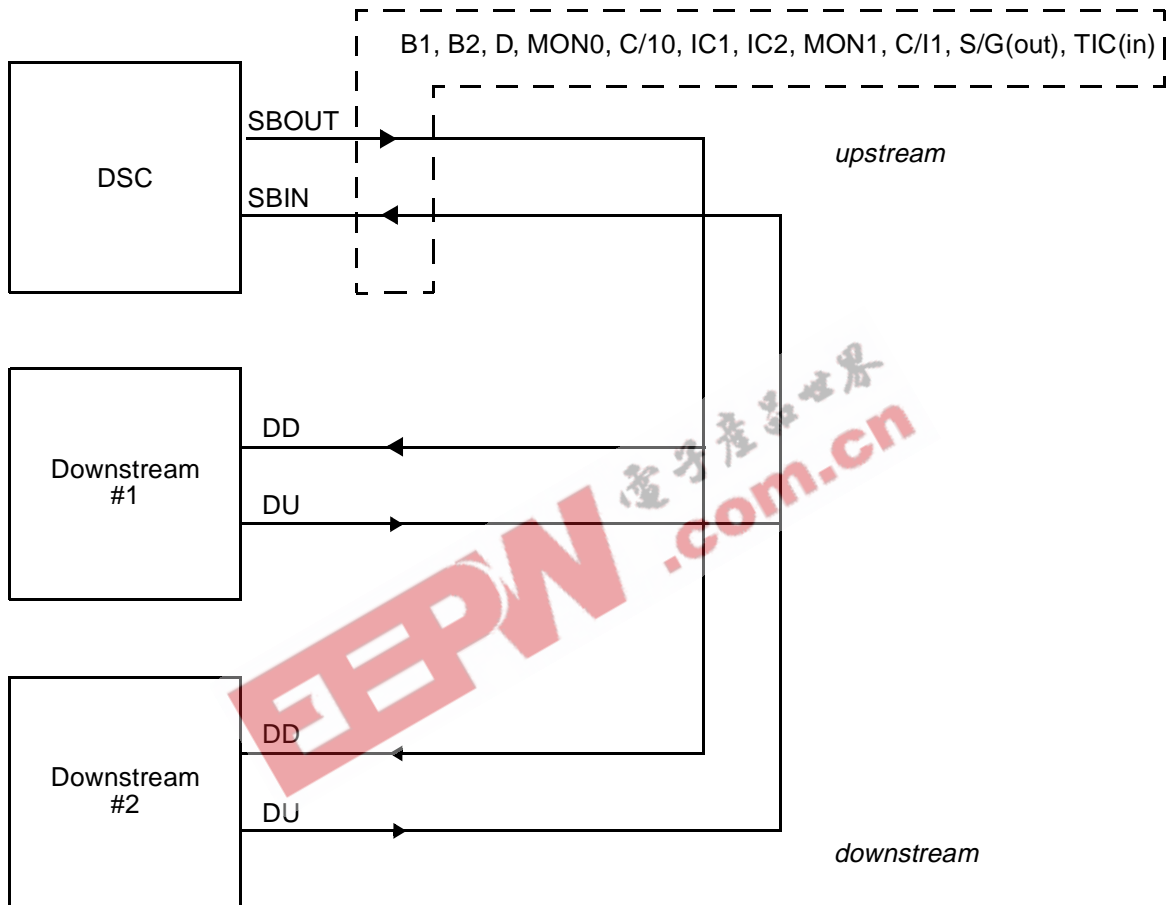 B1, B2, D, MON0, C/10, IC1, IC2, MON1, C/I1, S/G(out), TIC(in)
SBOUT
upstream
DSC
SBIN
DD
Downstream
#1
DU
電子產品世界
.com.cn
EEPW
DD
Downstream
#2
DU
downstream